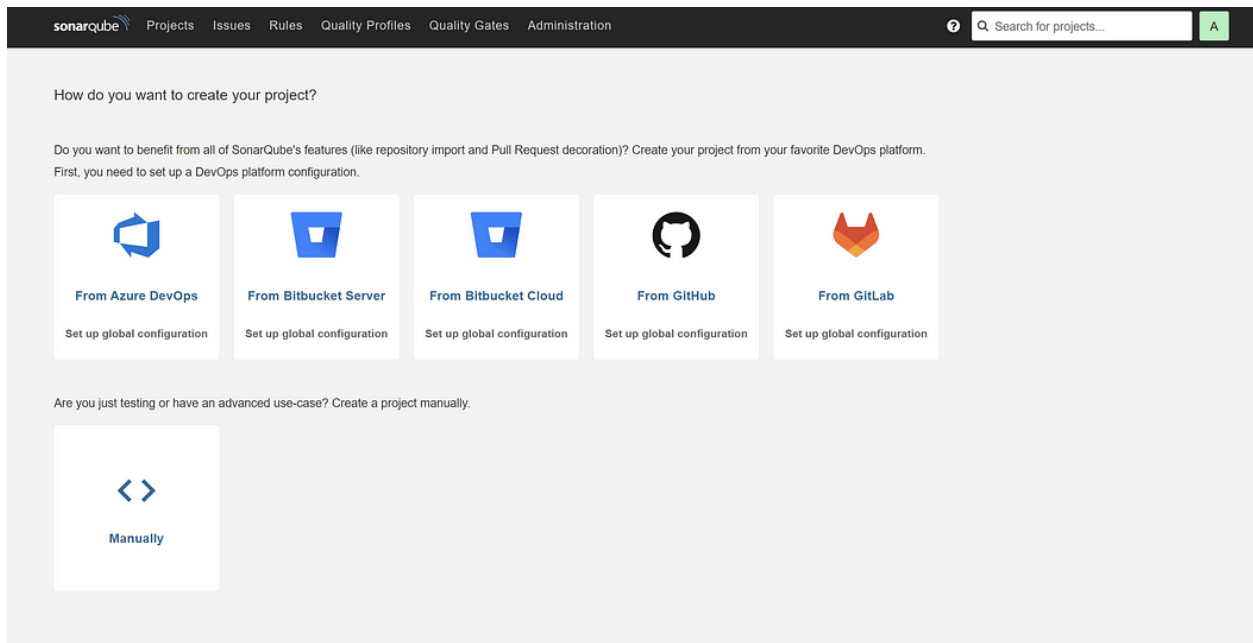 sonarqube Projects Issues Rules Quality Profiles Quality Gates Administration ? Search for projects... A
How do you want to create your project?
Do you want to benefit from all of SonarQube's features (like repository import and Pull Request decoration)? Create your project from your favorite DevOps platform.
First, you need to set up a DevOps platform configuration.
From Azure DevOps From Bitbucket Server From Bitbucket Cloud From GitHub From GitLab
Set up global configuration Set up global configuration Set up global configuration Set up global configuration Set up global configuration
Are you just testing or have an advanced use-case? Create a project manually.
Manually